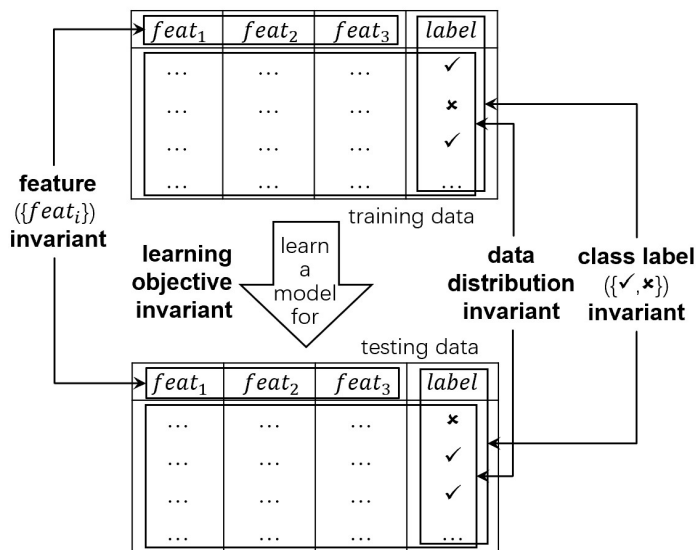 feat₁ feat₂ feat₃ label
... ... ... ✓
... ... ... ×
... ... ... ✓
... ... ... ...
training data
feature
({featᵢ})
invariant
learning
objective
invariant
learn
a
model
for
data
distribution
invariant
class label
({✓,×})
invariant
testing data
feat₁ feat₂ feat₃ label
... ... ... ×
... ... ... ✓
... ... ... ✓
... ... ... ...